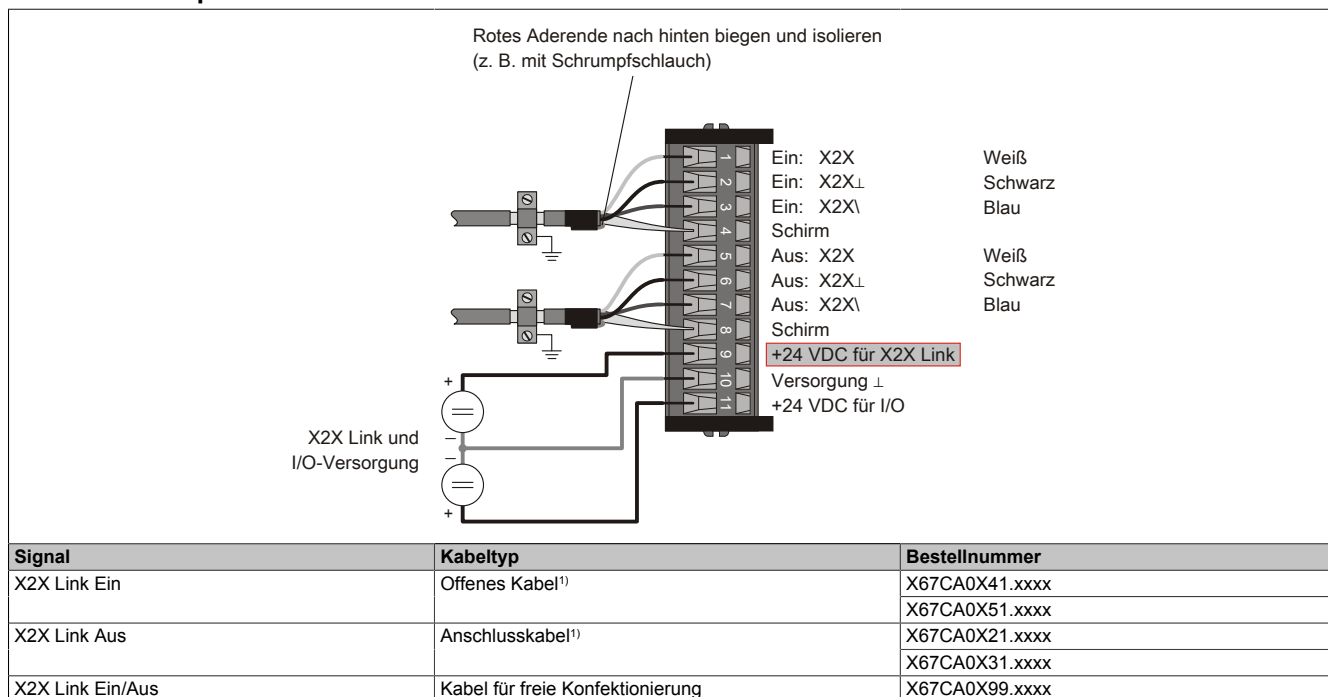 Rotes Aderende nach hinten biegen und isolieren
(z. B. mit Schrumpfschlauch)
1 Ein: X2X Weiß
2 Ein: X2X⊥ Schwarz
3 Ein: X2X\ Blau
4 Schirm
5 Aus: X2X Weiß
6 Aus: X2X⊥ Schwarz
7 Aus: X2X\ Blau
8 Schirm
9 +24 VDC für X2X Link
10 Versorgung ⊥
11 +24 VDC für I/O
+
–
X2X Link und
I/O-Versorgung
–
+
Signal Kabeltyp Bestellnummer
X2X Link Ein Offenes Kabel1) X67CA0X41.xxxx
X67CA0X51.xxxx
X2X Link Aus Anschlusskabel1) X67CA0X21.xxxx
X67CA0X31.xxxx
X2X Link Ein/Aus Kabel für freie Konfektionierung X67CA0X99.xxxx